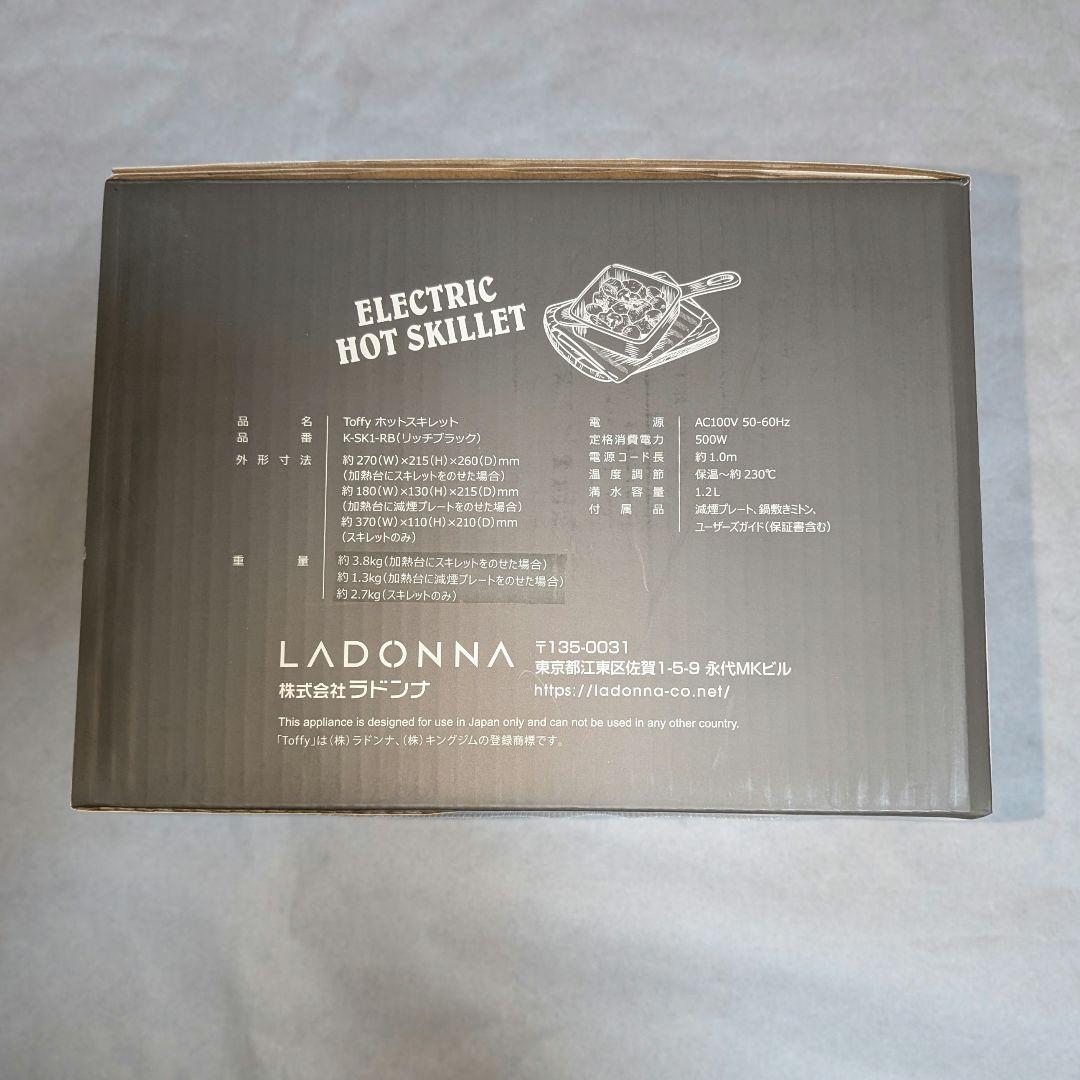 ELECTRIC
HOT SKILLET
品名 Toffy ホットスキレット
品番 K-SK1-RB(リッチブラック)
外形寸法 約270(W)×215(H)×260(D)mm
(加熱台にスキレットをのせた場合)
約180(W)×130(H)×215(D)mm
(加熱台に減煙プレートをのせた場合)
約370(W)×110(H)×210(D)mm
(スキレットのみ)
重量 約3.8kg(加熱台にスキレットをのせた場合)
約1.3kg(加熱台に減煙プレートをのせた場合)
約2.7kg(スキレットのみ)
電源 AC100V 50-60Hz
定格消費電力 500W
電源コード長 約1.0m
温度調節 保温～約230℃
満水容量 1.2L
付属品 減煙プレート、鍋敷きミトン、
ユーザーズガイド(保証書含む)
LADONNA
株式会社ラドンナ
〒135-0031
東京都江東区佐賀1-5-9 永代MKビル
https://ladonna-co.net/
This appliance is designed for use in Japan only and can not be used in any other country.
「Toffy」は(株)ラドンナ、(株)キングジムの登録商標です。